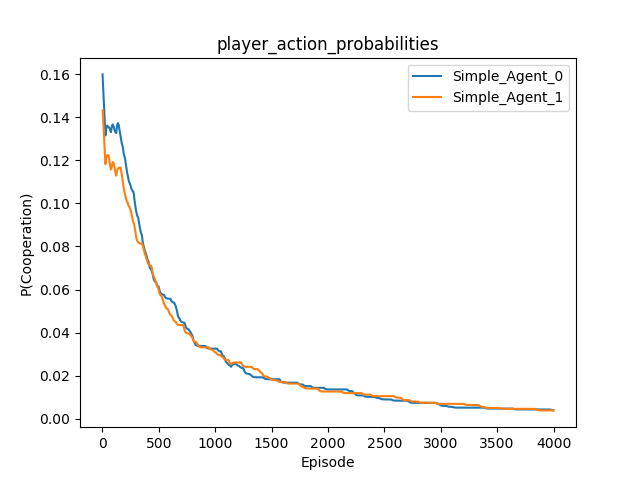 player_action_probabilities
Simple_Agent_0
Simple_Agent_1
P(Cooperation)
0.16
0.14
0.12
0.10
0.08
0.06
0.04
0.02
0.00
0 500 1000 1500 2000 2500 3000 3500 4000
Episode